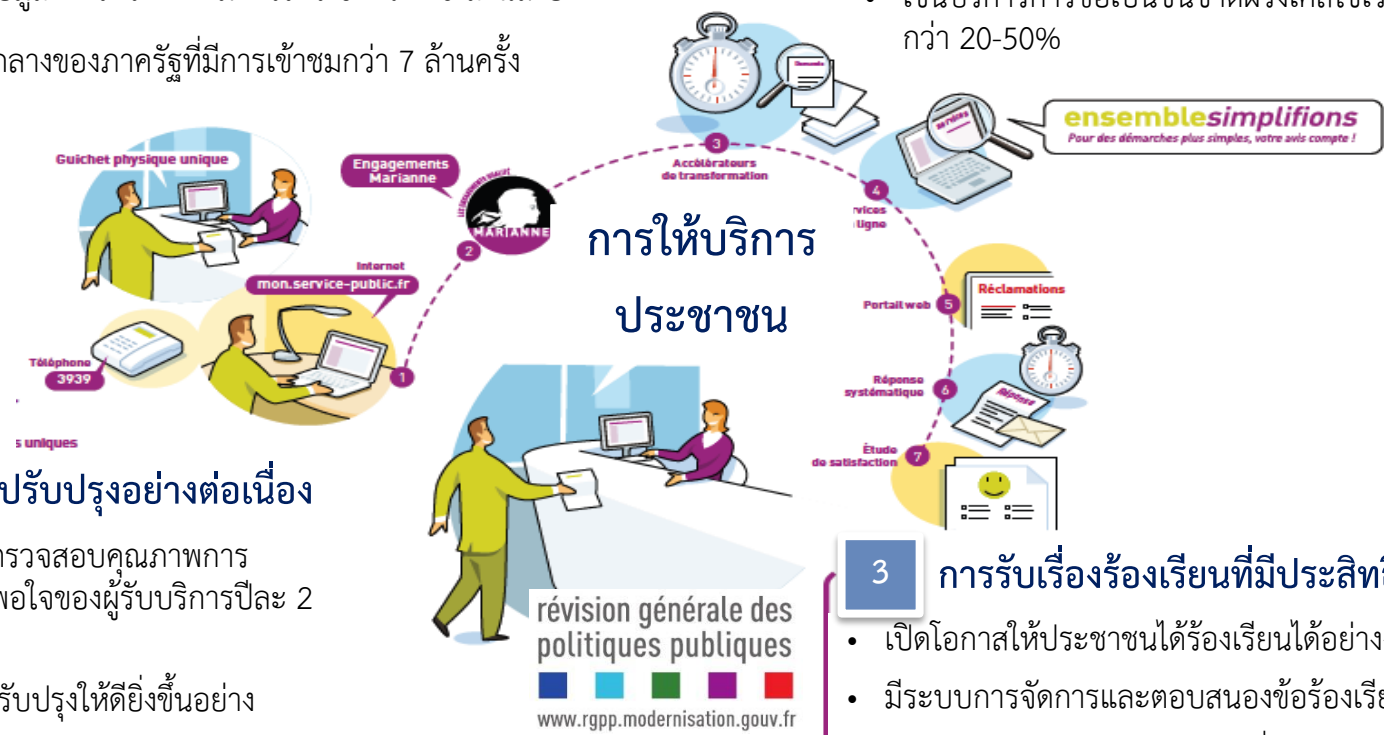 กลางของภาครัฐที่มีการเข้าชมกว่า 7 ล้านครั้ง
กว่า 20-50%
ensemblesimplifions
Pour des démarches plus simples, votre avis compte !
Guichet physique unique
Engagements
Marianne
MARIANNE
3
Accélérateurs
de transformation
Demande
4
rvices
ligne
2
การให้บริการ
ประชาชน
Internet
mon.service-public.fr
Portail web
5
Réclamations
Téléphone
3939
1
Réponse
systématique
6
Réponse
s uniques
Étude
de satisfaction
7
ปรับปรุงอย่างต่อเนื่อง
รวจสอบคุณภาพการ
พอใจของผู้รับบริการปีละ 2
รับปรุงให้ดียิ่งขึ้นอย่าง
révision générale des
politiques publiques
www.rgpp.modernisation.gouv.fr
3
การรับเรื่องร้องเรียนที่มีประสิท
• เปิดโอกาสให้ประชาชนได้ร้องเรียนได้อย่าง
• มีระบบการจัดการและตอบสนองข้อร้องเรีย